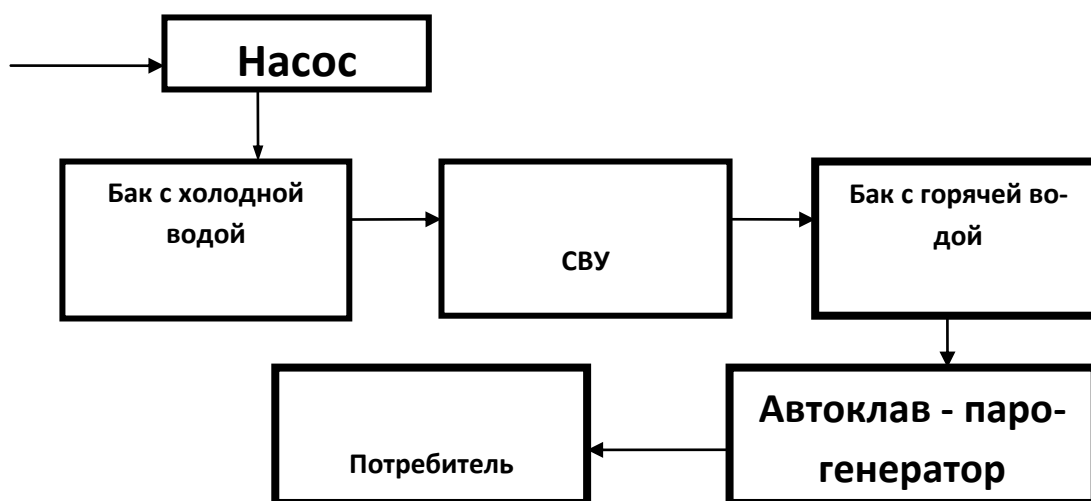 Насос
Бак с холодной
водой
СВУ
Бак с горячей во-
дой
Потребитель
Автоклав - паро-
генератор